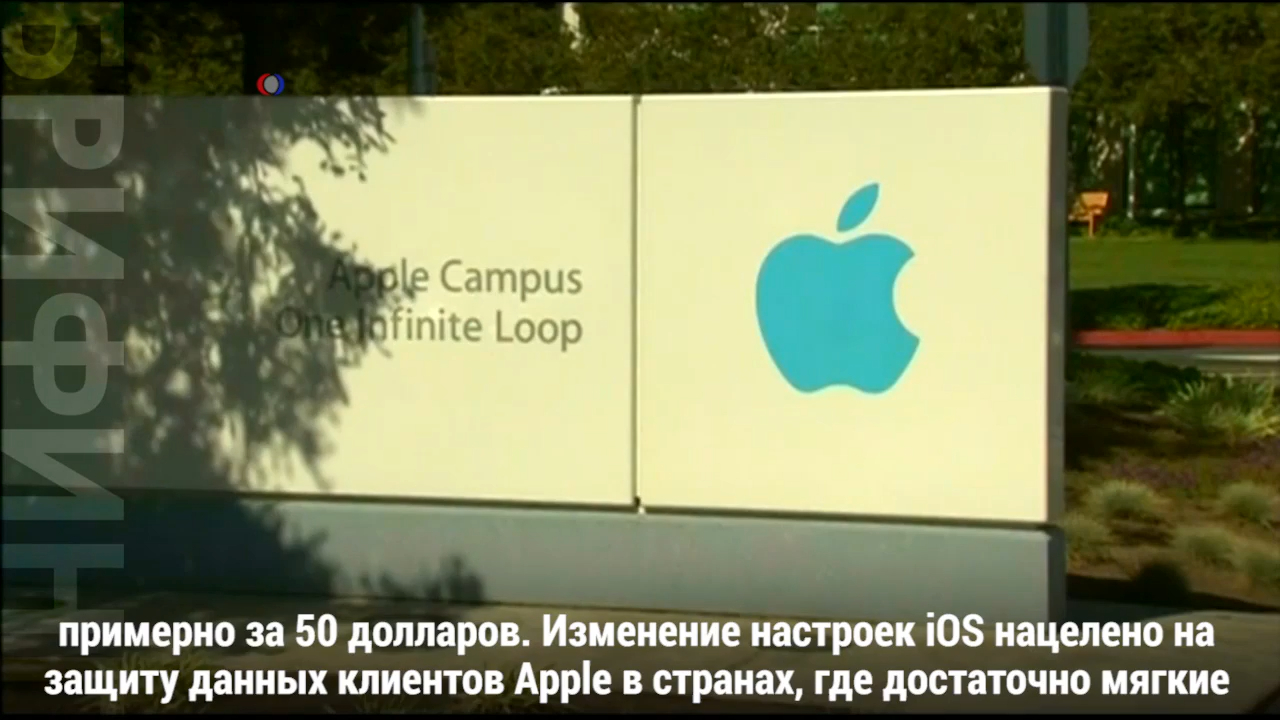 БРИФИН
Apple Campus
One Infinite Loop
примерно за 50 долларов. Изменение настроек iOS нацелено на
защиту данных клиентов Apple в странах, где достаточно мягкие